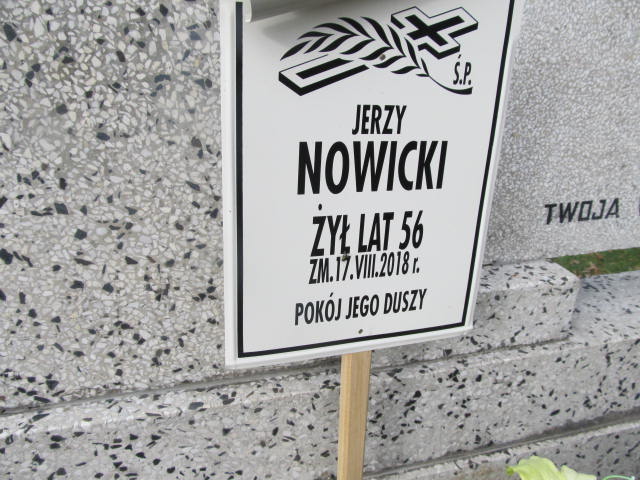 Ś.P.
JERZY
NOWICKI
ŻYŁ LAT 56
ZM.17.VIII.2018 r.
POKÓJ JEGO DUSZY
TWOJA